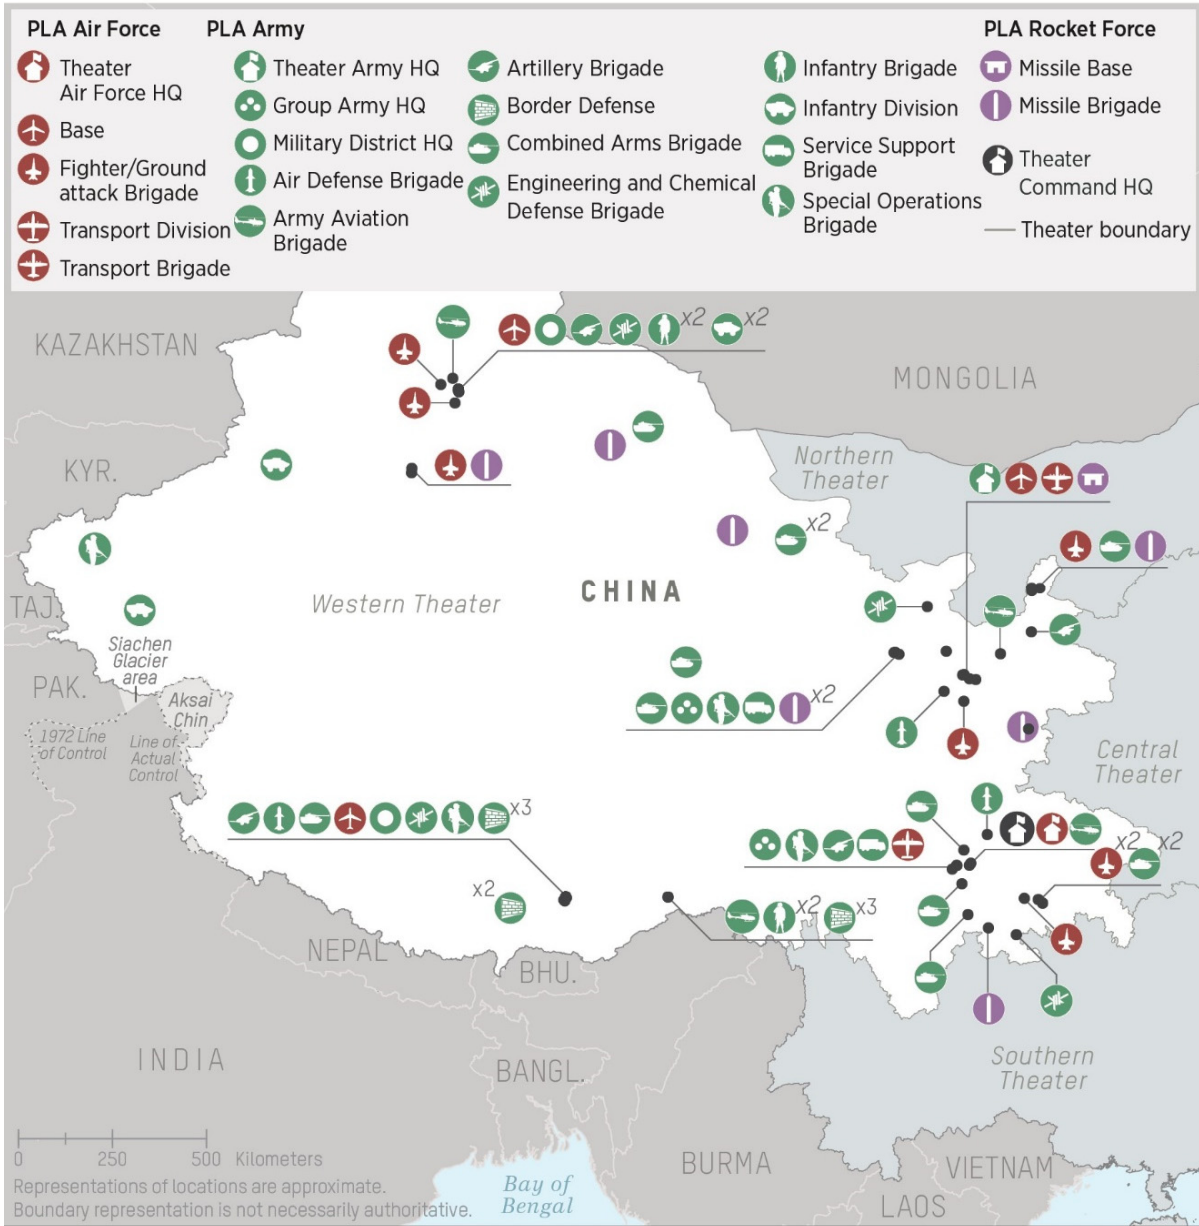 PLA Air Force
Theater
Air Force HQ
Base
Fighter/Ground
attack Brigade
Transport Division
Transport Brigade
PLA Army
Theater Army HQ
Group Army HQ
Military District HQ
Air Defense Brigade
Army Aviation
Brigade
Artillery Brigade
Border Defense
Combined Arms Brigade
Engineering and Chemical
Defense Brigade
Infantry Brigade
Infantry Division
Service Support
Brigade
Special Operations
Brigade
PLA Rocket Force
Missile Base
Missile Brigade
Theater
Command HQ
Theater boundary
KAZAKHSTAN
x2
x2
MONGOLIA
KYR.
Northern
Theater
x2
CHINA
Western Theater
TAJ.
Siachen
Glacier
area
PAK.
Aksai
Chin
x2
1972 Line
of Control
Line of
Actual
Control
Central
Theater
x3
x2
x2
x2
x2
x3
NEPAL
BHU.
INDIA
BANGL.
Southern
Theater
BURMA
VIETNAM
LAOS
Bay of
Bengal
0 250 500 Kilometers
Representations of locations are approximate.
Boundary representation is not necessarily authoritative.